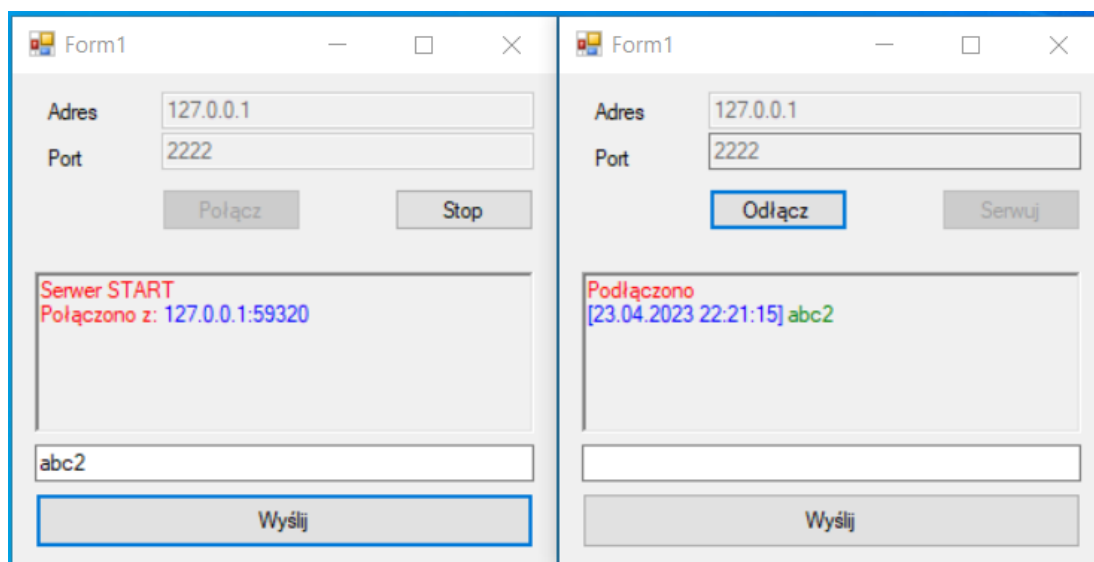 Form1
Adres 127.0.0.1
Port 2222
Połącz Stop
Serwer START
Połączono z: 127.0.0.1:59320
abc2
Wyślij
Form1
Adres 127.0.0.1
Port 2222
Odłącz Serwuj
Podłączono
[23.04.2023 22:21:15] abc2
Wyślij